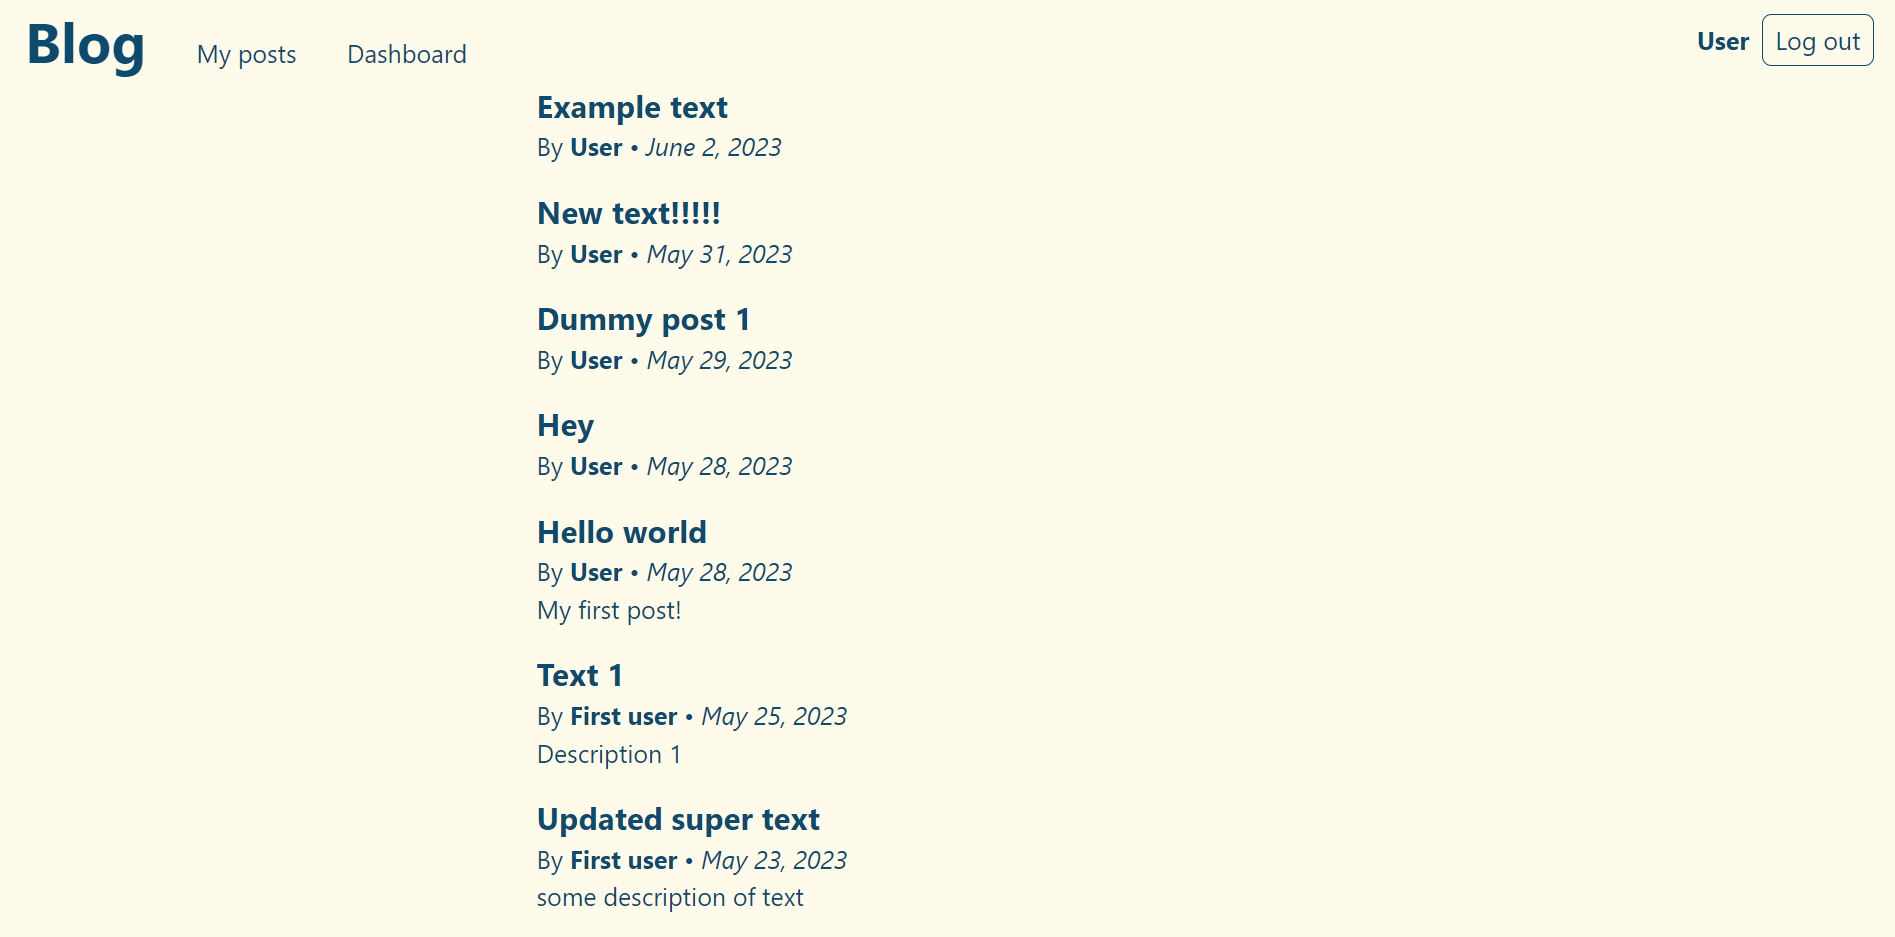 Blog My posts Dashboard User Log out
Example text
By User • June 2, 2023
New text!!!!!
By User • May 31, 2023
Dummy post 1
By User • May 29, 2023
Hey
By User • May 28, 2023
Hello world
By User • May 28, 2023
My first post!
Text 1
By First user • May 25, 2023
Description 1
Updated super text
By First user • May 23, 2023
some description of text